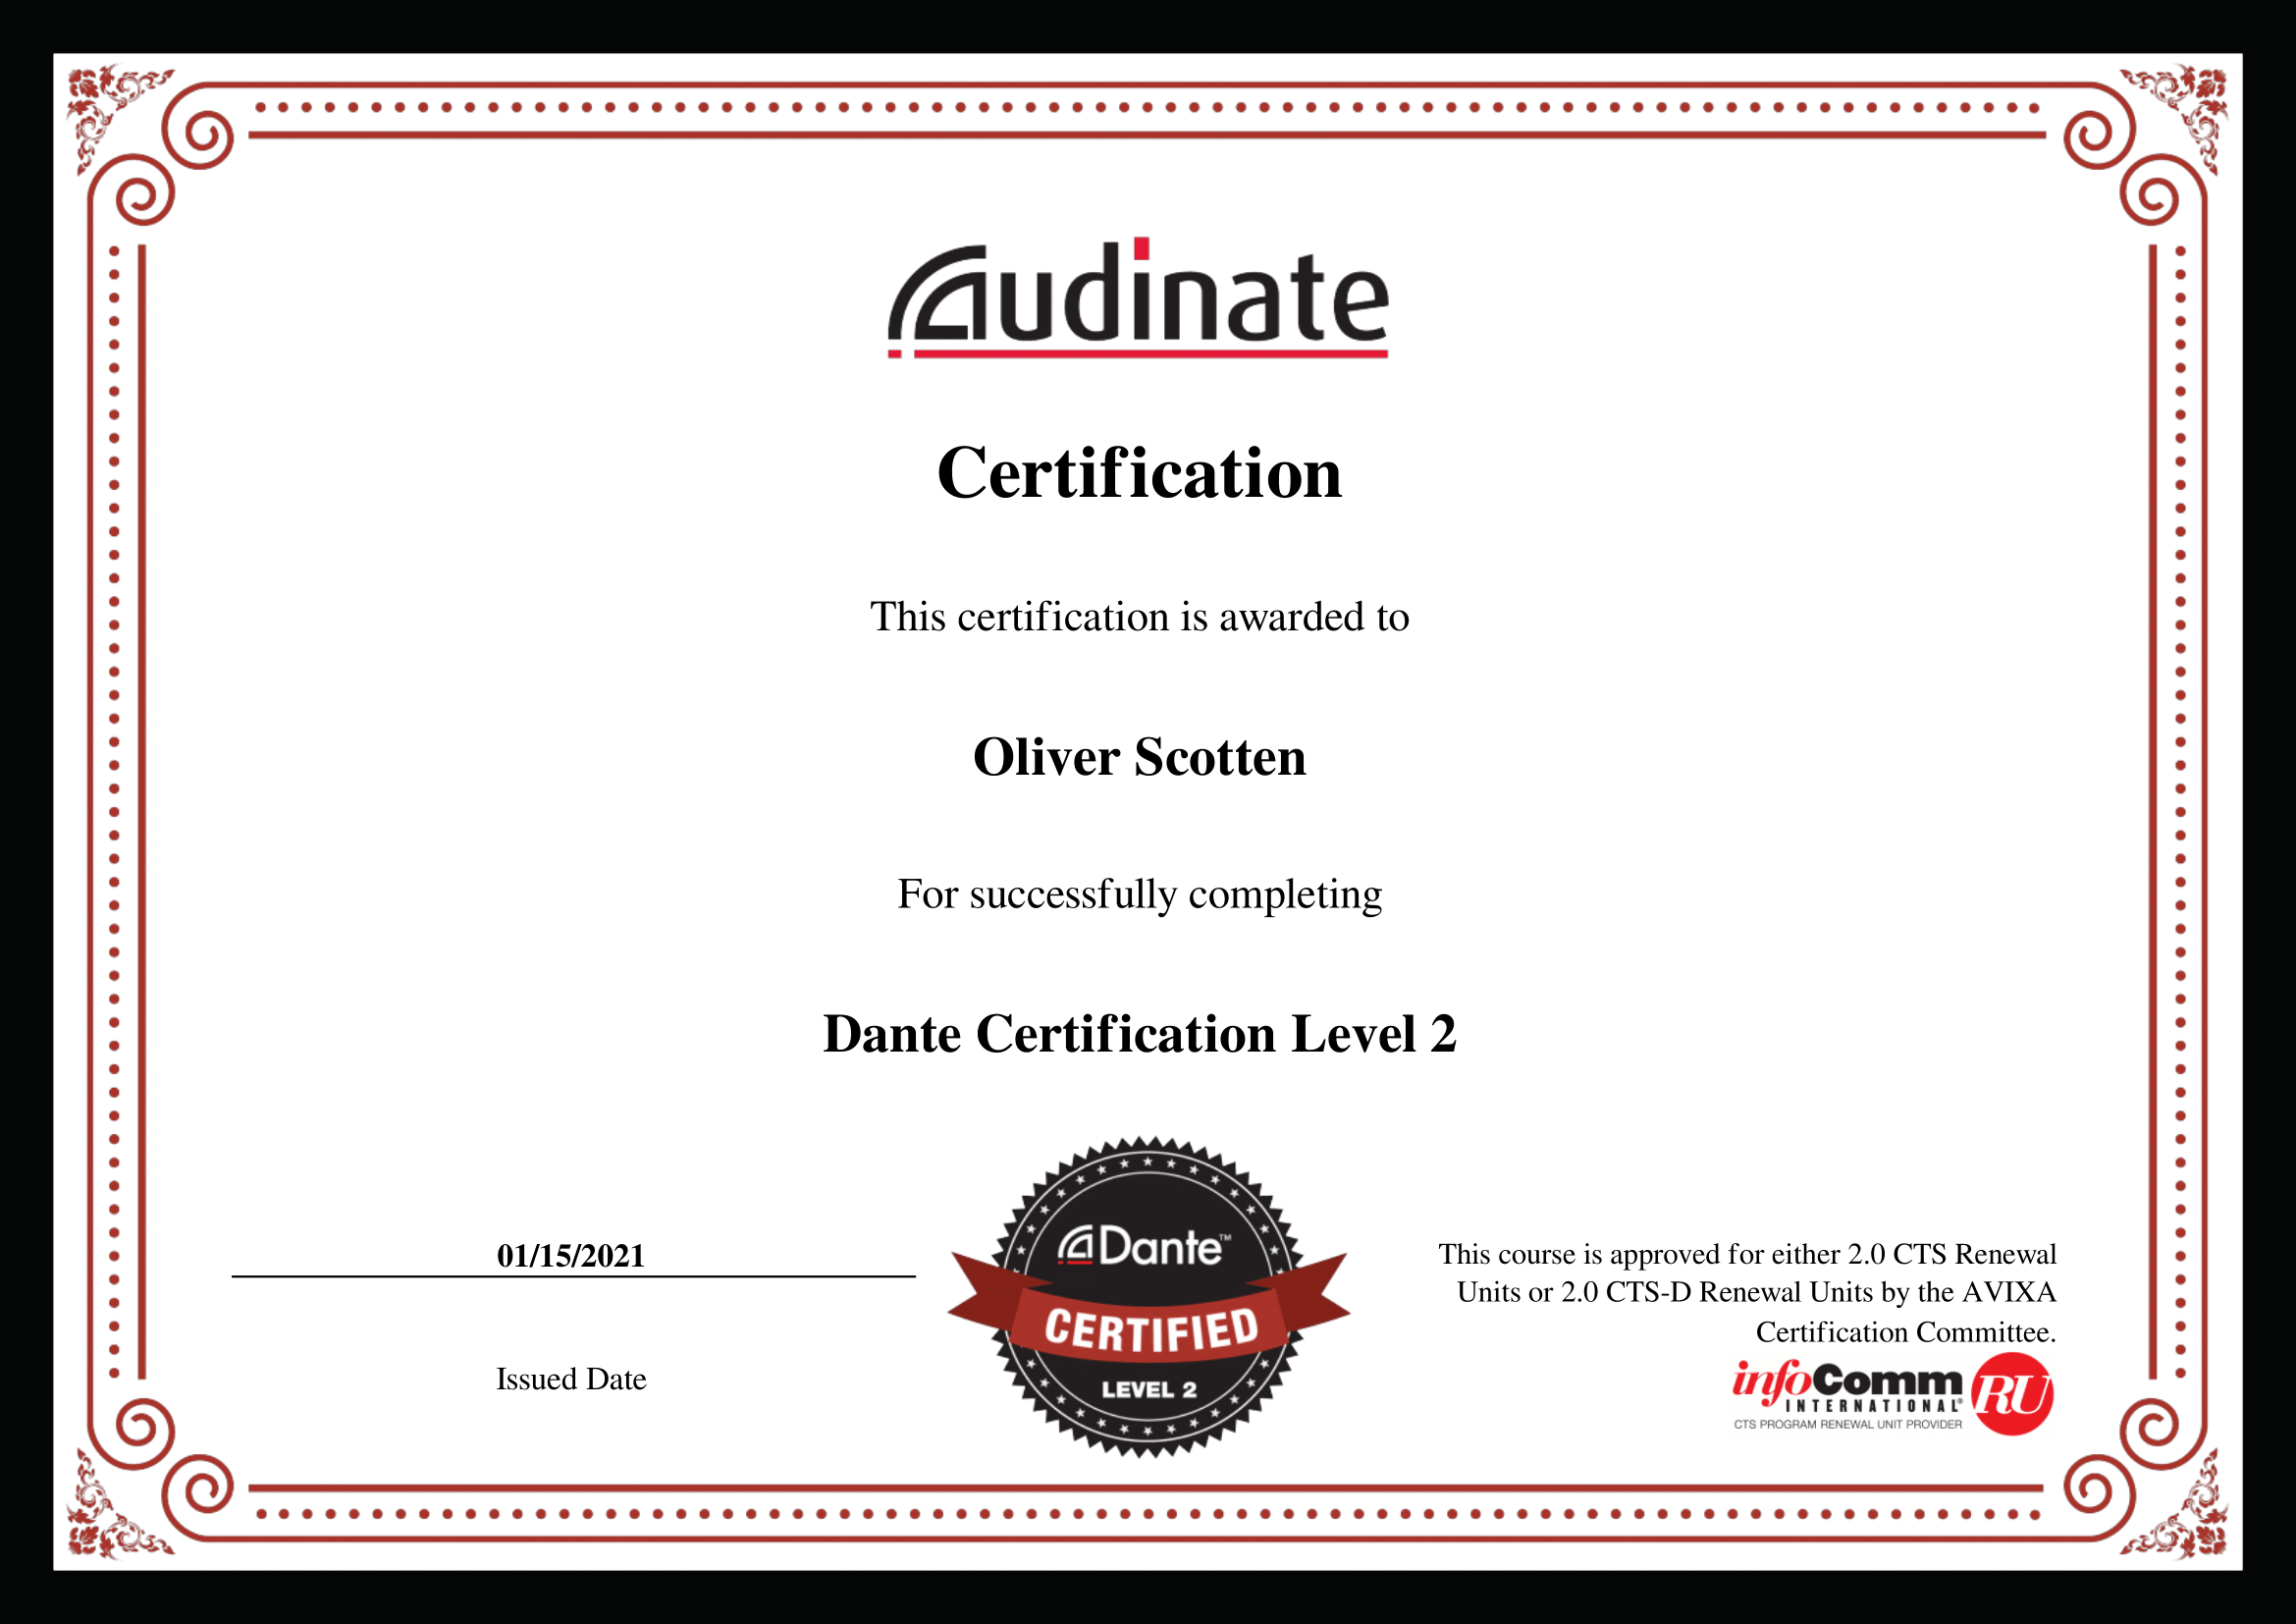 Audinate
Certification
This certification is awarded to
Oliver Scotten
For successfully completing
Dante Certification Level 2
01/15/2021
Issued Date
Dante™
CERTIFIED
LEVEL 2
This course is approved for either 2.0 CTS Renewal
Units or 2.0 CTS-D Renewal Units by the AVIXA
Certification Committee.
infoComm
INTERNATIONAL®
CTS PROGRAM RENEWAL UNIT PROVIDER
RU